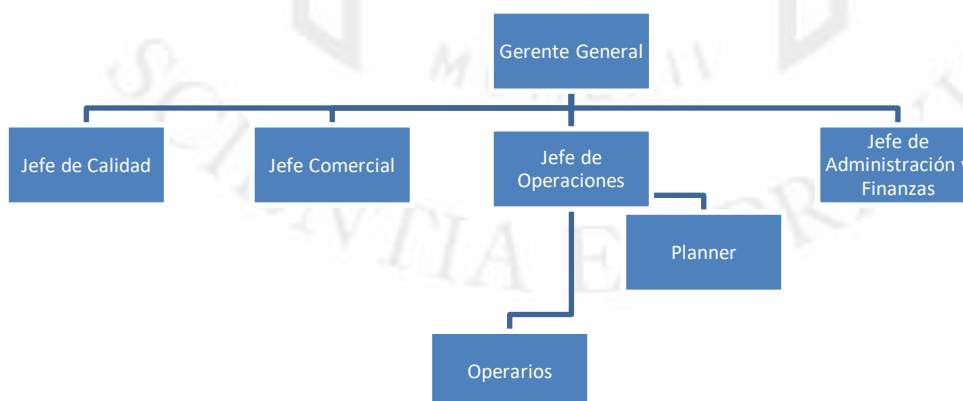 Gerente General
Jefe de Calidad
Jefe Comercial
Jefe de
Operaciones
Jefe de
Administración y
Finanzas
Planner
Operarios